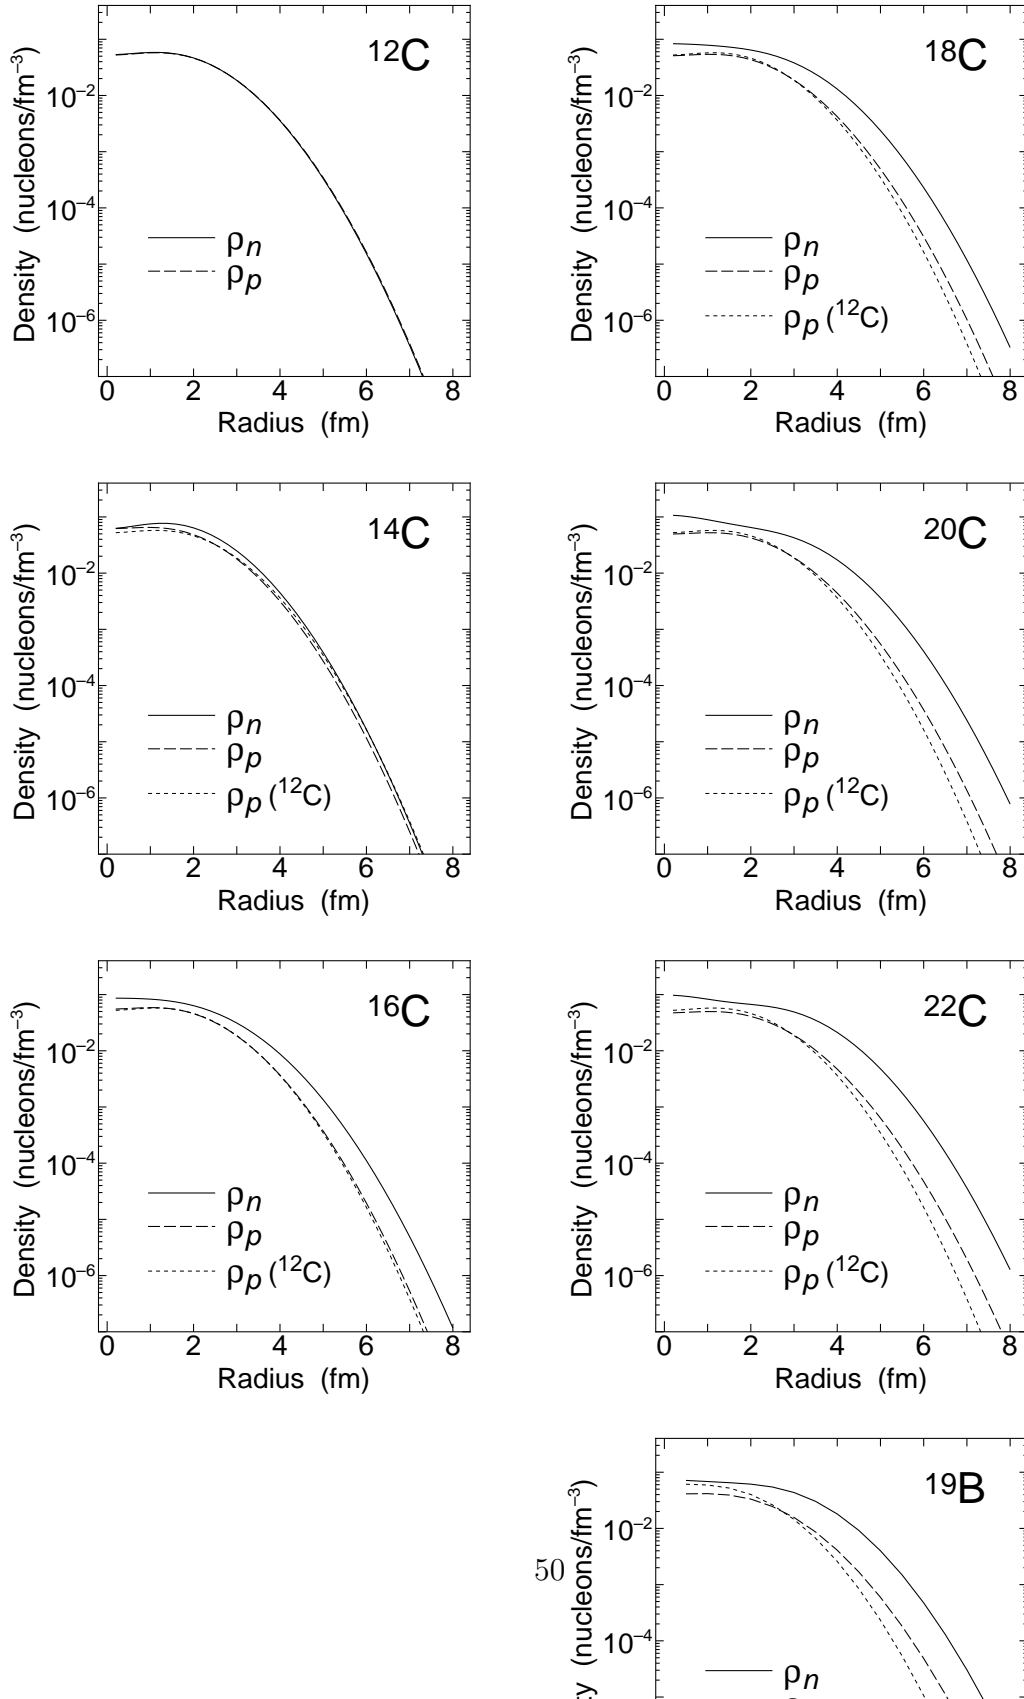 12C
Density (nucleons/fm−3)
10−2
10−4
10−6
ρn
ρp
0 2 4 6 8
Radius (fm)
18C
Density (nucleons/fm−3)
10−2
10−4
10−6
ρn
ρp
ρp (12C)
0 2 4 6 8
Radius (fm)
14C
Density (nucleons/fm−3)
10−2
10−4
10−6
ρn
ρp
ρp (12C)
0 2 4 6 8
Radius (fm)
20C
Density (nucleons/fm−3)
10−2
10−4
10−6
ρn
ρp
ρp (12C)
0 2 4 6 8
Radius (fm)
16C
Density (nucleons/fm−3)
10−2
10−4
10−6
ρn
ρp
ρp (12C)
0 2 4 6 8
Radius (fm)
22C
Density (nucleons/fm−3)
10−2
10−4
10−6
ρn
ρp
ρp (12C)
0 2 4 6 8
Radius (fm)
19B
(nucleons/fm−3)
10−2
10−4
ρn
50